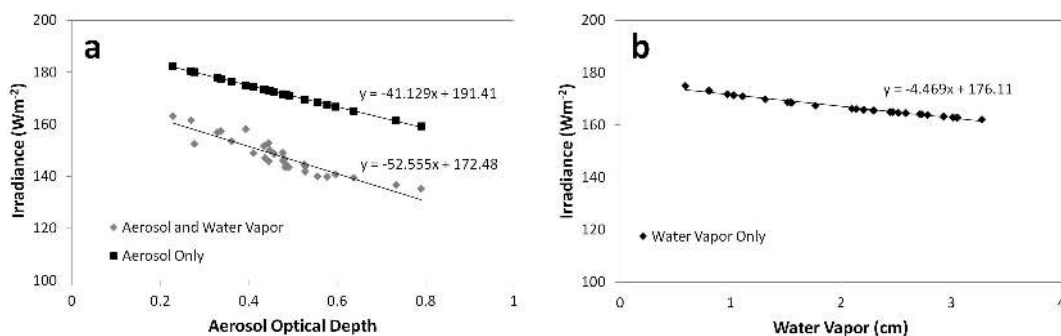 a
200
180
160
140
120
100
Irradiance (Wm-2)
y = -41.129x + 191.41
y = -52.555x + 172.48
Aerosol and Water Vapor
Aerosol Only
0 0.2 0.4 0.6 0.8 1
Aerosol Optical Depth
b
200
180
160
140
120
100
Irradiance (Wm-2)
y = -4.469x + 176.11
Water Vapor Only
0 1 2 3 4
Water Vapor (cm)